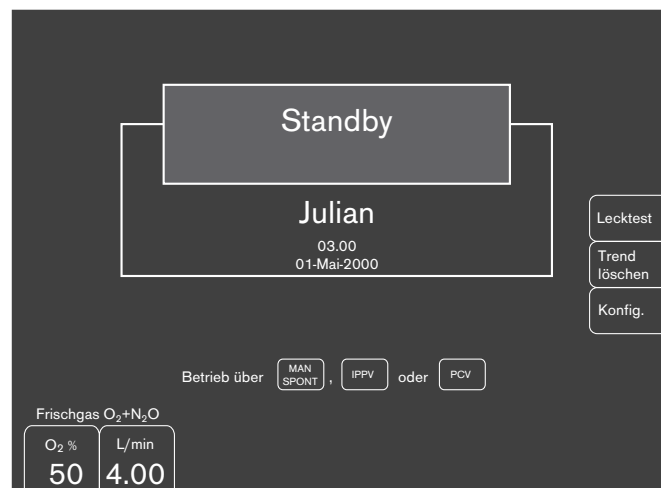 Standby
Julian
03.00
01-Mai-2000
Lecktest
Trend
löschen
Konfig.
Betrieb über MAN SPONT , IPPV oder PCV
Frischgas O₂+N₂O
O₂ % L/min
50 4.00